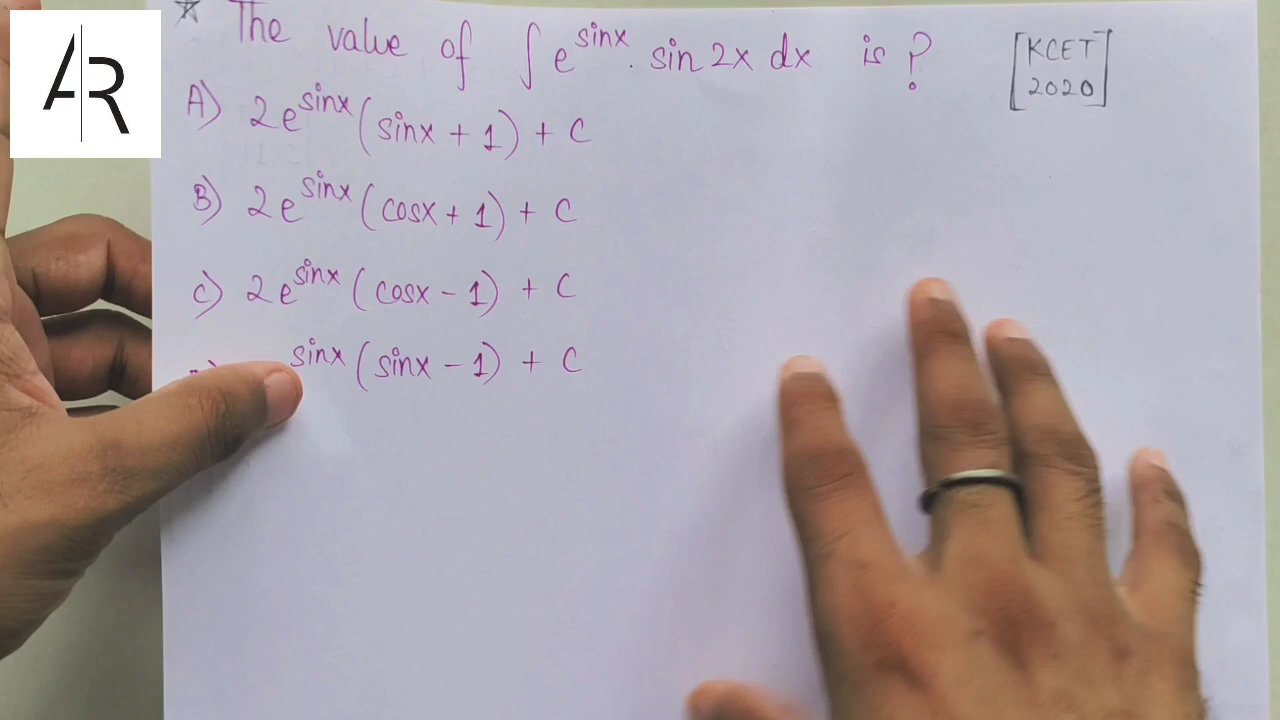 AR
* The value of ∫e^sinx . sin 2x dx is ? [KCET 2020]
A) 2e^sinx (sinx + 1) + C
B) 2e^sinx (cosx + 1) + C
C) 2e^sinx (cosx - 1) + C
sinx (sinx - 1) + C